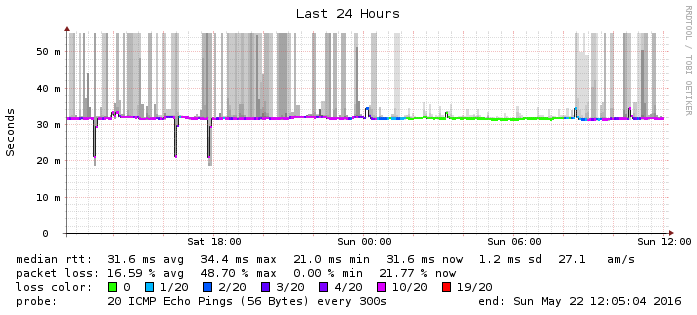 Last 24 Hours
RRDTOOL / TOBI OETIKER
Seconds
50 m
40 m
30 m
20 m
10 m
0
Sat 18:00 Sun 00:00 Sun 06:00 Sun 12:00
median rtt: 31.6 ms avg 34.4 ms max 21.0 ms min 31.6 ms now 1.2 ms sd 27.1 am/s
packet loss: 16.59 % avg 48.70 % max 0.00 % min 21.77 % now
loss color: 0 1/20 2/20 3/20 4/20 10/20 19/20
probe: 20 ICMP Echo Pings (56 Bytes) every 300s end: Sun May 22 12:05:04 2016